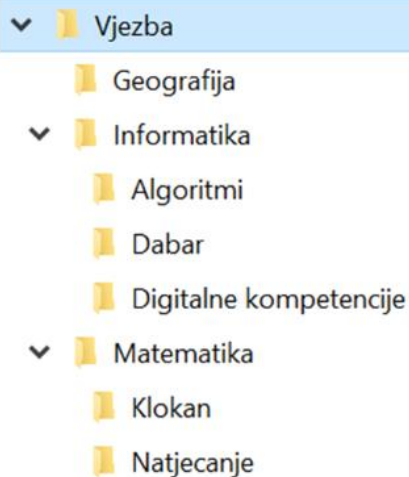 Vjezba
Geografija
Informatika
Algoritmi
Dabar
Digitalne kompetencije
Matematika
Klokan
Natjecanje